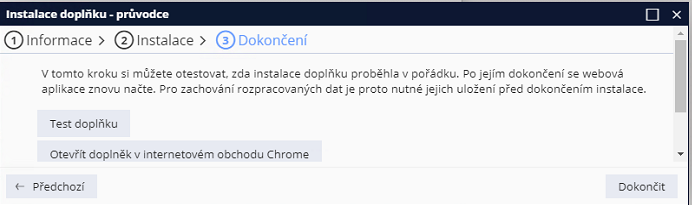 Instalace doplňku - průvodce
1 Informace > 2 Instalace > 3 Dokončení
V tomto kroku si můžete otestovat, zda instalace doplňku proběhla v pořádku. Po jejím dokončení se webová
aplikace znovu načte. Pro zachování rozpracovaných dat je proto nutné jejich uložení před dokončením instalace.
Test doplňku
Otevřít doplněk v internetovém obchodu Chrome
← Předchozí
Dokončit